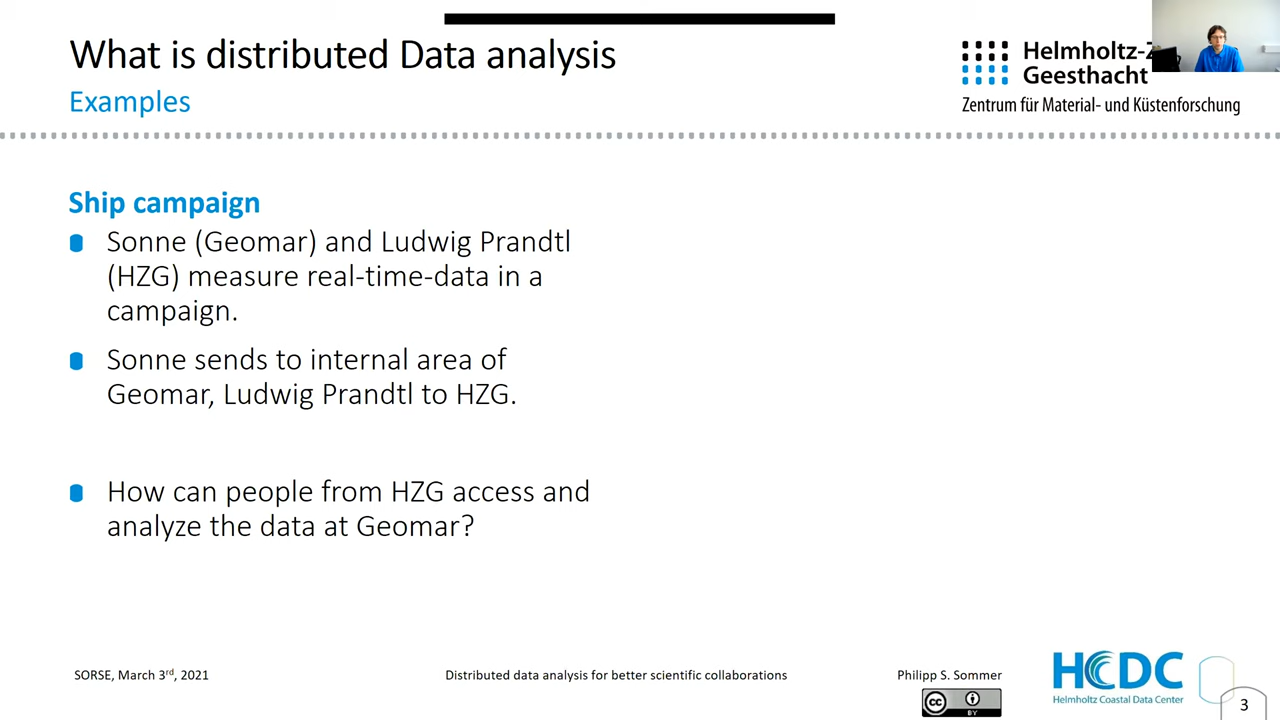 What is distributed Data analysis
Examples
Helmholtz-Z
Geesthacht
Zentrum für Material- und Küstenforschung
Ship campaign
Sonne (Geomar) and Ludwig Prandtl
(HZG) measure real-time-data in a
campaign.
Sonne sends to internal area of
Geomar, Ludwig Prandtl to HZG.
How can people from HZG access and
analyze the data at Geomar?
SORSE, March 3rd, 2021
Distributed data analysis for better scientific collaborations
Philipp S. Sommer
cc
BY
HCDC
Helmholtz Coastal Data Center
3